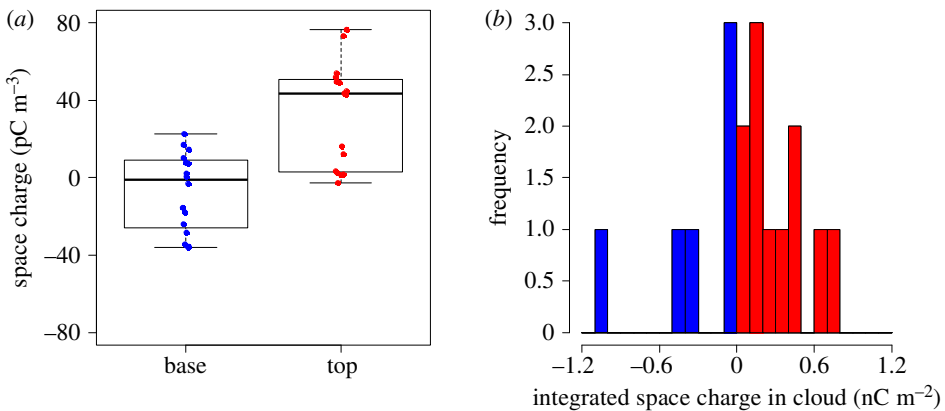 (a)
80
40
0
–40
–80
space charge (pC m–3)
base top
(b)
3.0
2.5
2.0
1.5
1.0
0.5
0
frequency
–1.2 –0.6 0 0.6 1.2
integrated space charge in cloud (nC m–2)